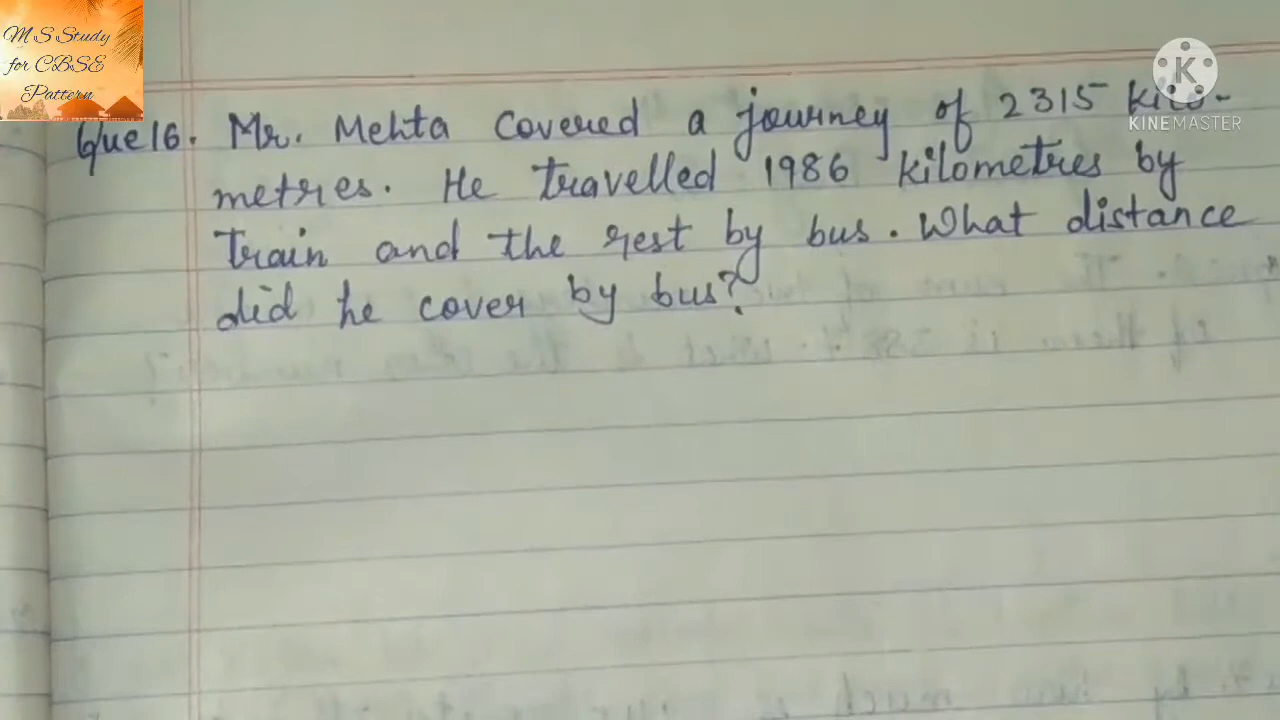 M S Study
for CBSE
Pattern
K
KINEMASTER
Que16. Mr. Mehta covered a journey of 2315 kilo-
metres. He travelled 1986 kilometres by
train and the rest by bus. What distance
did he cover by bus?